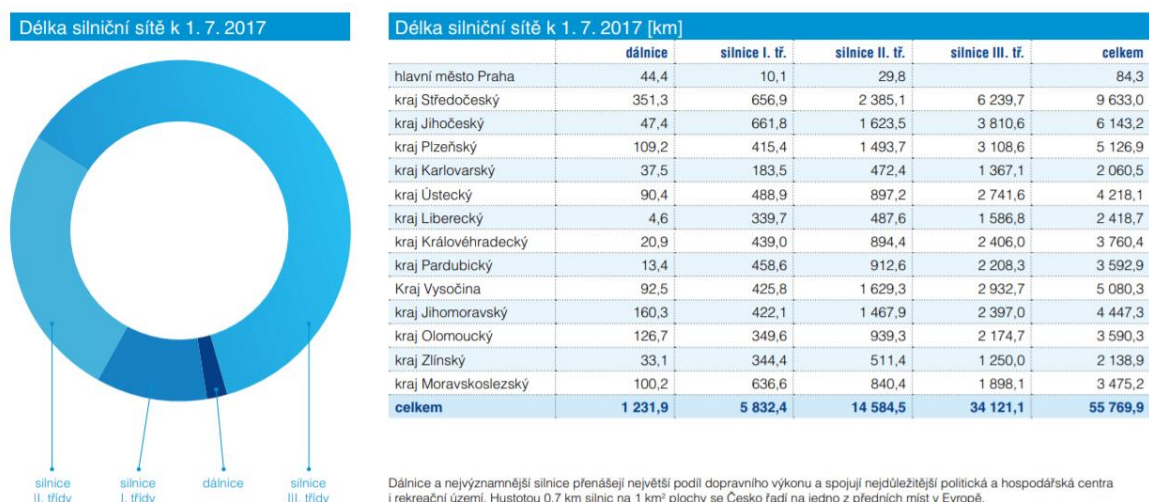 Délka silniční sítě k 1. 7. 2017
silnice II. třídy
silnice I. třídy
dálnice
silnice III. třídy
Délka silniční sítě k 1. 7. 2017 [km]
dálnice silnice I. tř. silnice II. tř. silnice III. tř. celkem
hlavní město Praha 44,4 10,1 29,8 84,3
kraj Středočeský 351,3 656,9 2 385,1 6 239,7 9 633,0
kraj Jihočeský 47,4 661,8 1 623,5 3 810,6 6 143,2
kraj Plzeňský 109,2 415,4 1 493,7 3 108,6 5 126,9
kraj Karlovarský 37,5 183,5 472,4 1 367,1 2 060,5
kraj Ústecký 90,4 488,9 897,2 2 741,6 4 218,1
kraj Liberecký 4,6 339,7 487,6 1 586,8 2 418,7
kraj Královéhradecký 20,9 439,0 894,4 2 406,0 3 760,4
kraj Pardubický 13,4 458,6 912,6 2 208,3 3 592,9
Kraj Vysočina 92,5 425,8 1 629,3 2 932,7 5 080,3
kraj Jihomoravský 160,3 422,1 1 467,9 2 397,0 4 447,3
kraj Olomoucký 126,7 349,6 939,3 2 174,7 3 590,3
kraj Zlínský 33,1 344,4 511,4 1 250,0 2 138,9
kraj Moravskoslezský 100,2 636,6 840,4 1 898,1 3 475,2
celkem 1 231,9 5 832,4 14 584,5 34 121,1 55 769,9
Dálnice a nejvýznamnější silnice přenášejí největší podíl dopravního výkonu a spojují nejdůležitější politická a hospodářská centra
i rekreační území. Hustotou 0,7 km silnic na 1 km² plochy se Česko řadí na jedno z předních míst v Evropě.